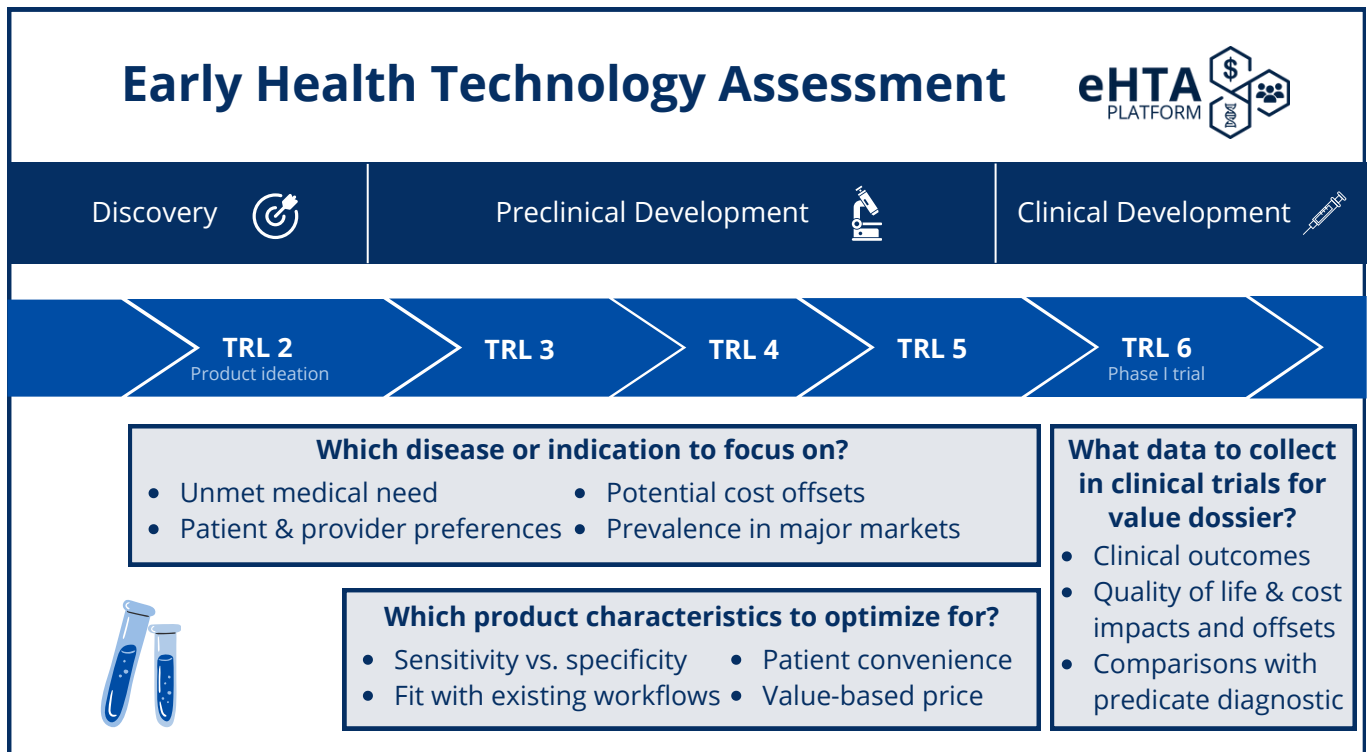 Early Health Technology Assessment
eHTA
PLATFORM
$
Discovery
Preclinical Development
Clinical Development
TRL 2
Product ideation
TRL 3
TRL 4
TRL 5
TRL 6
Phase I trial
Which disease or indication to focus on?
• Unmet medical need
• Patient & provider preferences
• Potential cost offsets
• Prevalence in major markets
Which product characteristics to optimize for?
• Sensitivity vs. specificity
• Fit with existing workflows
• Patient convenience
• Value-based price
What data to collect
in clinical trials for
value dossier?
• Clinical outcomes
• Quality of life & cost
impacts and offsets
• Comparisons with
predicate diagnostic